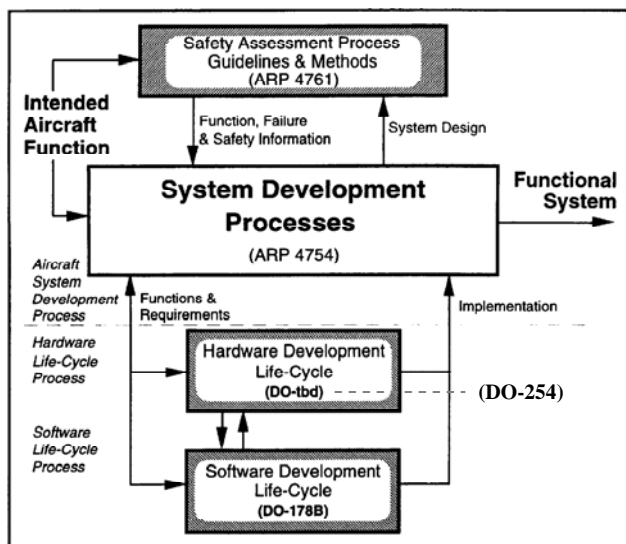 Safety Assessment Process
Guidelines & Methods
(ARP 4761)
Intended
Aircraft
Function
Function, Failure
& Safety Information
System Design
System Development
Processes
(ARP 4754)
Functional
System
Aircraft
System
Development
Process
Functions &
Requirements
Implementation
Hardware
Life-Cycle
Process
Hardware Development
Life-Cycle
(DO-tbd)
(DO-254)
Software
Life-Cycle
Process
Software Development
Life-Cycle
(DO-178B)